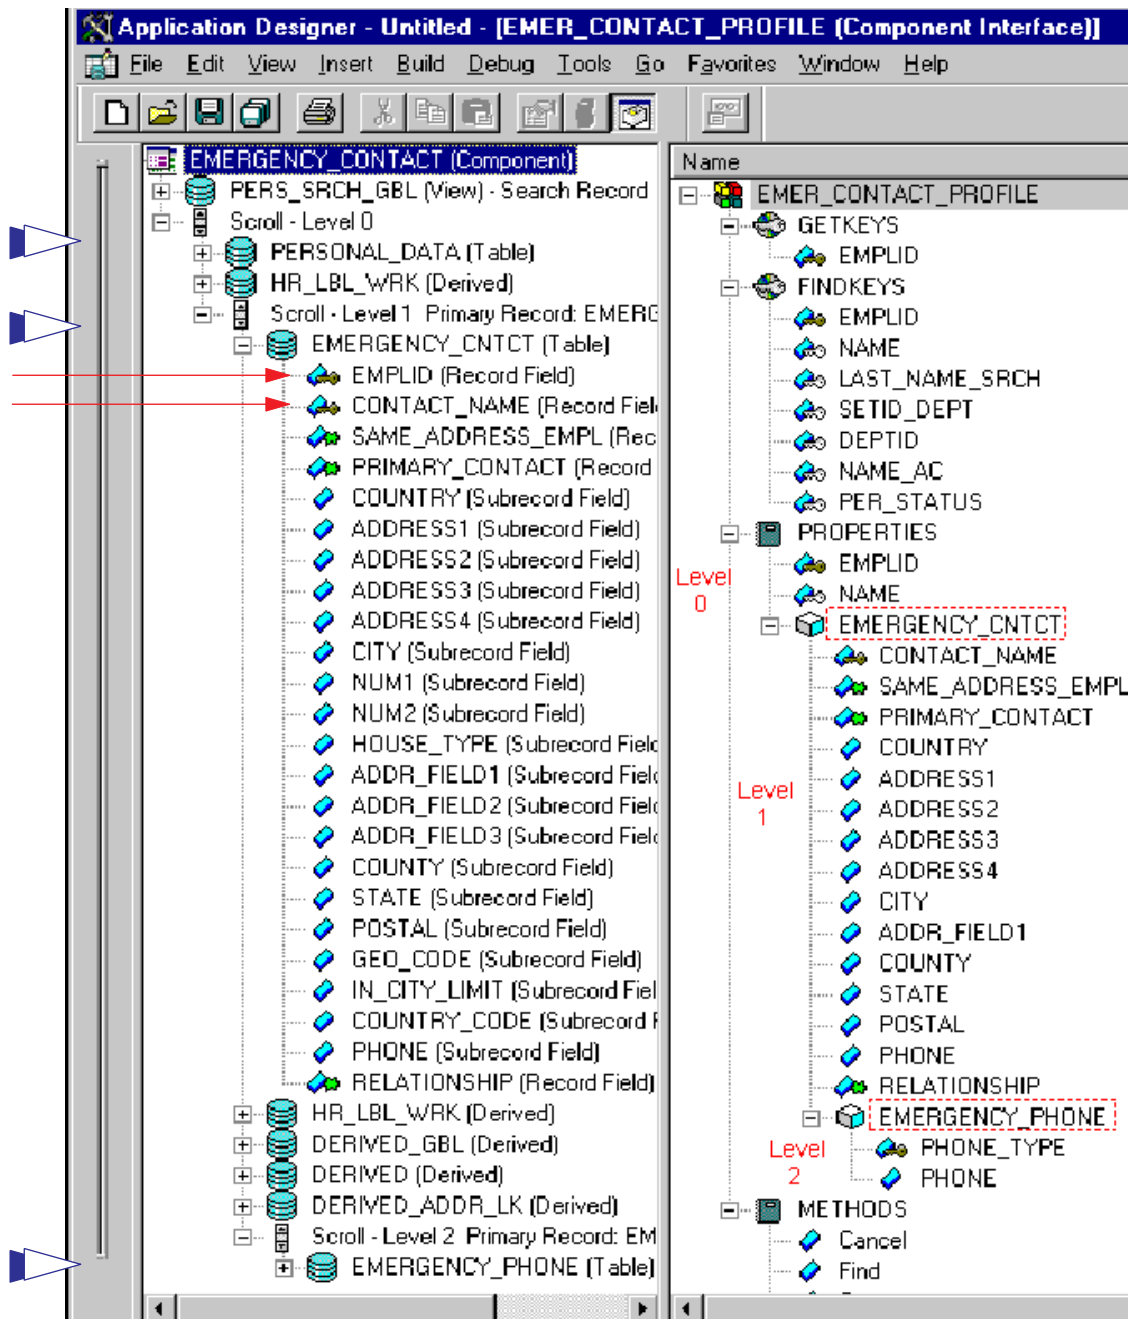 Application Designer - Untitled - [EMER_CONTACT_PROFILE (Component Interface)]
File Edit View Insert Build Debug Tools Go Favorites Window Help
EMERGENCY_CONTACT (Component)
PERS_SRCH_GBL (View) - Search Record
Scroll - Level 0
PERSONAL_DATA (Table)
HR_LBL_WRK (Derived)
Scroll - Level 1 Primary Record: EMERG
EMERGENCY_CNTCT (Table)
EMPLID (Record Field)
CONTACT_NAME (Record Fiel
SAME_ADDRESS_EMPL (Rec
PRIMARY_CONTACT (Record
COUNTRY (Subrecord Field)
ADDRESS1 (Subrecord Field)
ADDRESS2 (Subrecord Field)
ADDRESS3 (Subrecord Field)
ADDRESS4 (Subrecord Field)
CITY (Subrecord Field)
NUM1 (Subrecord Field)
NUM2 (Subrecord Field)
HOUSE_TYPE (Subrecord Field
ADDR_FIELD1 (Subrecord Field
ADDR_FIELD2 (Subrecord Field
ADDR_FIELD3 (Subrecord Field
COUNTY (Subrecord Field)
STATE (Subrecord Field)
POSTAL (Subrecord Field)
GEO_CODE (Subrecord Field)
IN_CITY_LIMIT (Subrecord Fiel
COUNTRY_CODE (Subrecord F
PHONE (Subrecord Field)
RELATIONSHIP (Record Field)
HR_LBL_WRK (Derived)
DERIVED_GBL (Derived)
DERIVED (Derived)
DERIVED_ADDR_LK (Derived)
Scroll - Level 2 Primary Record: EM
EMERGENCY_PHONE (Table)
Name
EMER_CONTACT_PROFILE
GETKEYS
EMPLID
FINDKEYS
EMPLID
NAME
LAST_NAME_SRCH
SETID_DEPT
DEPTID
NAME_AC
PER_STATUS
PROPERTIES
EMPLID
Level
0
NAME
EMERGENCY_CNTCT
CONTACT_NAME
SAME_ADDRESS_EMPL
PRIMARY_CONTACT
COUNTRY
ADDRESS1
Level
1
ADDRESS2
ADDRESS3
ADDRESS4
CITY
ADDR_FIELD1
COUNTY
STATE
POSTAL
PHONE
RELATIONSHIP
EMERGENCY_PHONE
Level
2
PHONE_TYPE
PHONE
METHODS
Cancel
Find